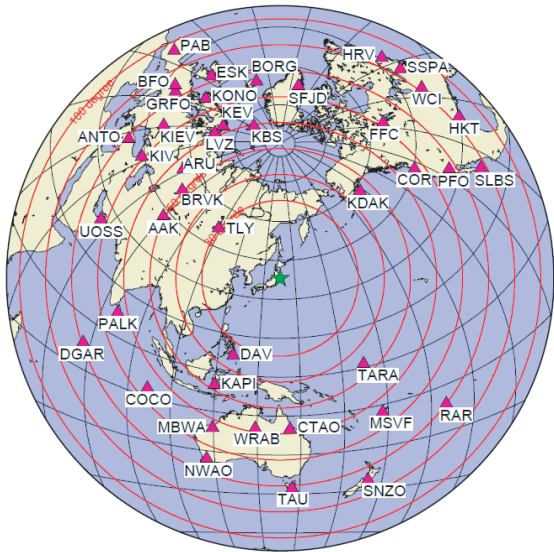 PAB
HRV
ESK
BORG
SSPA
BFO
100 degree
KONO
SFJD
WCI
GRFO
KEV
ANTO
KIEV
LVZ
KBS
FFC
HKT
KIV
ARU
COR
PFO
SLBS
BRVK
KDAK
UOSS
AAK
TLY
PALK
DGAR
DAV
TARA
KAPI
COCO
RAR
MBWA
WRAB
CTAO
MSVF
NWAO
TAU
SNZO